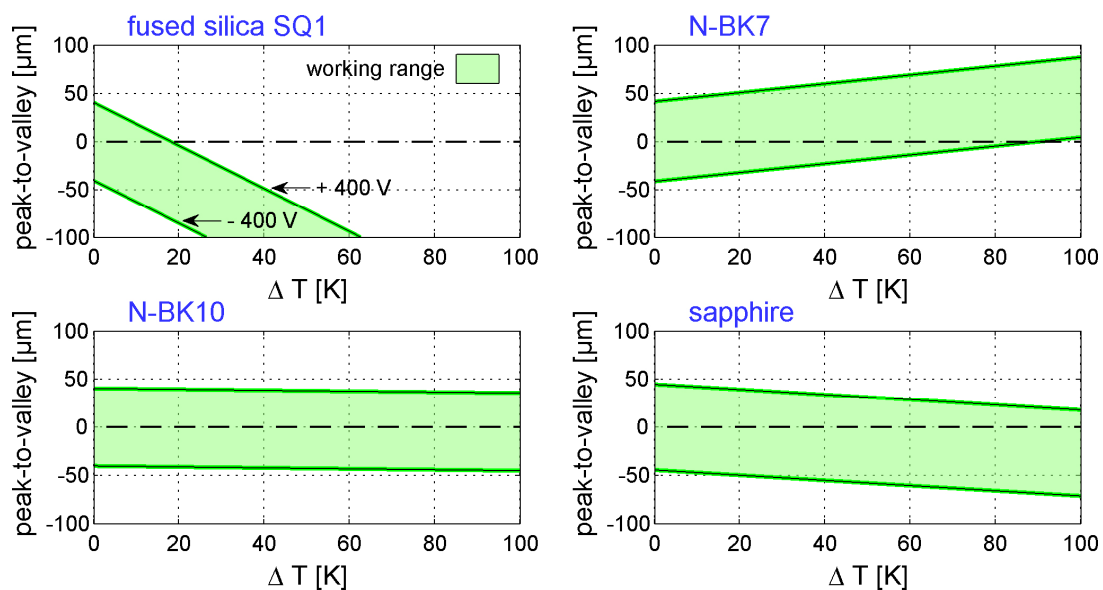 fused silica SQ1
peak-to-valley [µm]
100
50
0
-50
-100
working range
+ 400 V
- 400 V
0 20 40 60 80 100
Δ T [K]
N-BK7
peak-to-valley [µm]
100
50
0
-50
-100
0 20 40 60 80 100
Δ T [K]
N-BK10
peak-to-valley [µm]
100
50
0
-50
-100
0 20 40 60 80 100
Δ T [K]
sapphire
peak-to-valley [µm]
100
50
0
-50
-100
0 20 40 60 80 100
Δ T [K]